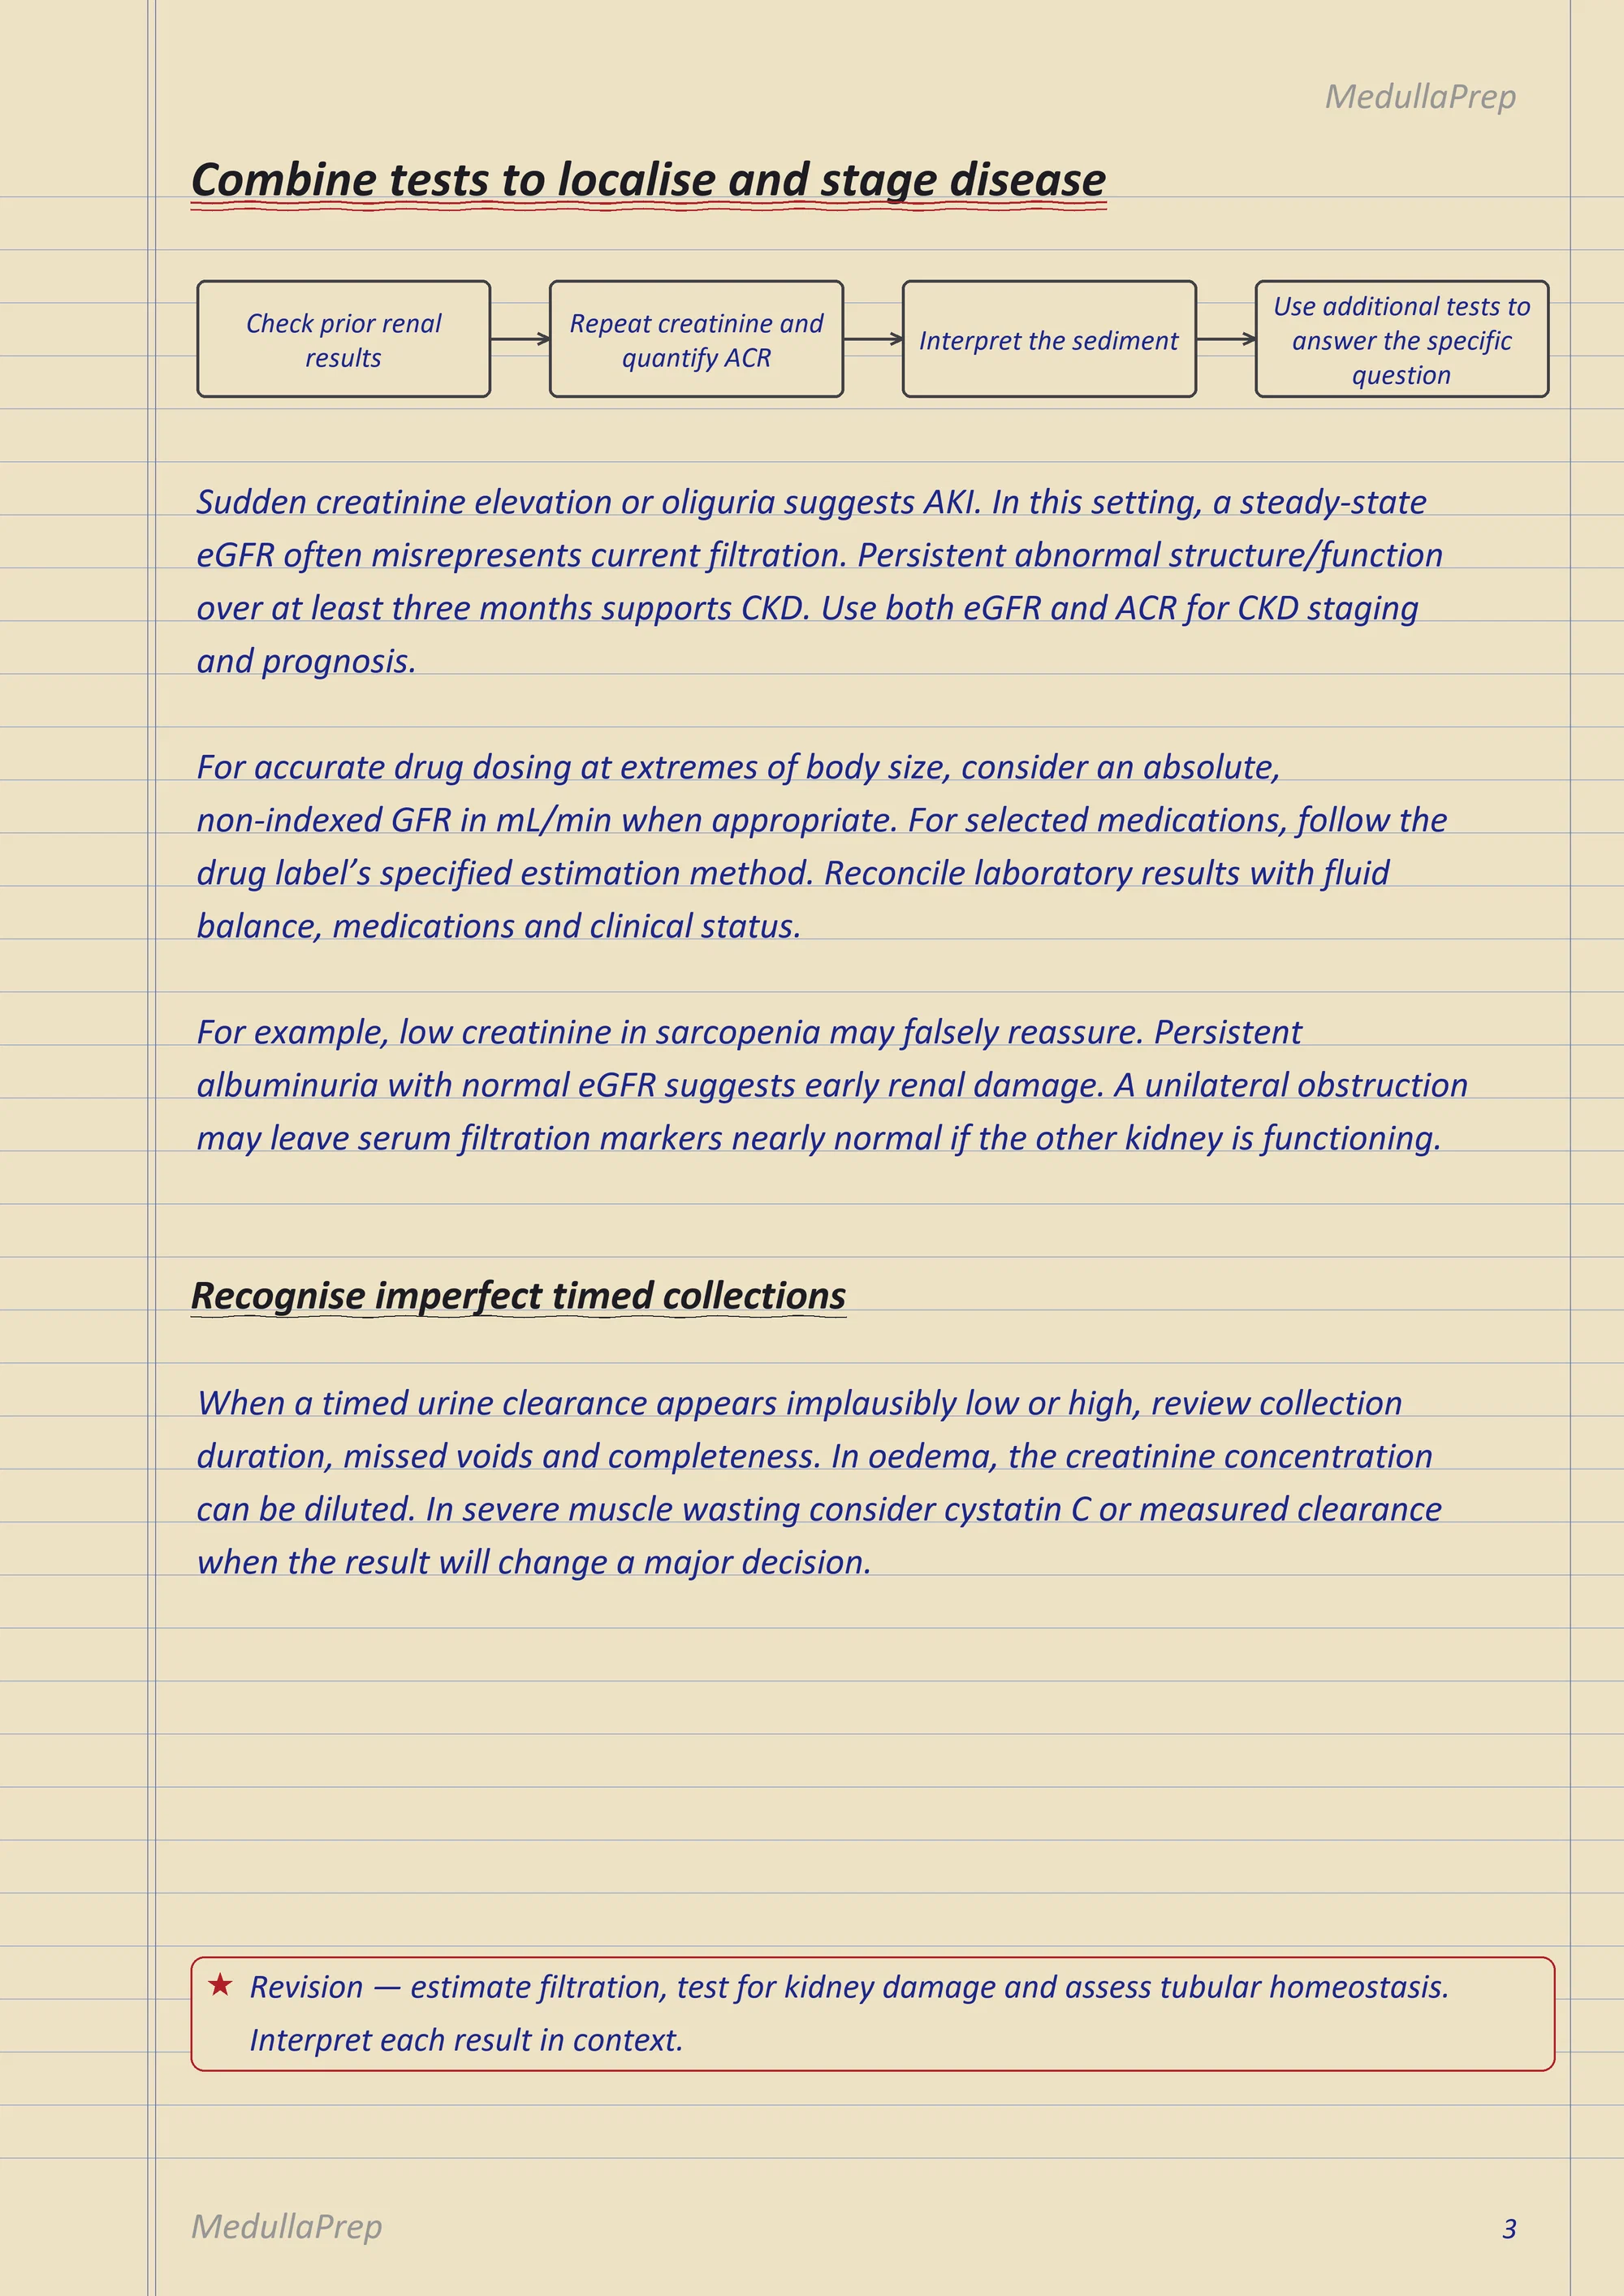 MedullaPrep
Combine tests to localise and stage disease
Check prior renal
results
Repeat creatinine and
quantify ACR
Interpret the sediment
Use additional tests to
answer the specific
question
Sudden creatinine elevation or oliguria suggests AKI. In this setting, a steady-state
eGFR often misrepresents current filtration. Persistent abnormal structure/function
over at least three months supports CKD. Use both eGFR and ACR for CKD staging
and prognosis.
For accurate drug dosing at extremes of body size, consider an absolute,
non-indexed GFR in mL/min when appropriate. For selected medications, follow the
drug label’s specified estimation method. Reconcile laboratory results with fluid
balance, medications and clinical status.
For example, low creatinine in sarcopenia may falsely reassure. Persistent
albuminuria with normal eGFR suggests early renal damage. A unilateral obstruction
may leave serum filtration markers nearly normal if the other kidney is functioning.
Recognise imperfect timed collections
When a timed urine clearance appears implausibly low or high, review collection
duration, missed voids and completeness. In oedema, the creatinine concentration
can be diluted. In severe muscle wasting consider cystatin C or measured clearance
when the result will change a major decision.
★ Revision — estimate filtration, test for kidney damage and assess tubular homeostasis.
Interpret each result in context.
MedullaPrep
3